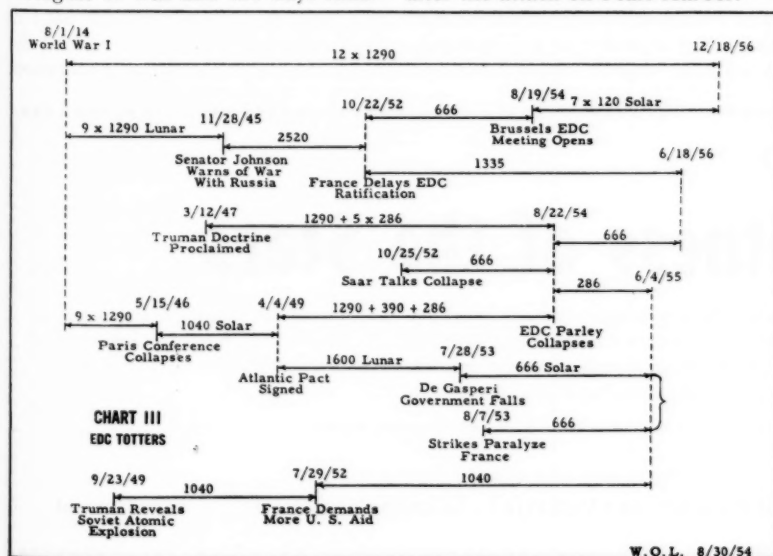 8/1/14
World War I
12 x 1290
12/18/56
9 x 1290 Lunar
11/28/45
2520
10/22/52
666
8/19/54
7 x 120 Solar
Senator Johnson
Warns of War
With Russia
France Delays EDC
Ratification
Brussels EDC
Meeting Opens
1335
6/18/56
3/12/47
1290 + 5 x 286
8/22/54
Truman Doctrine
Proclaimed
666
10/25/52
666
Saar Talks Collapse
286
6/4/55
9 x 1290
5/15/46
1040 Solar
4/4/49
1290 + 390 + 286
Paris Conference
Collapses
EDC Parley
Collapses
Atlantic Pact
Signed
1600 Lunar
7/28/53
666 Solar
De Gasperi
Government Falls
8/7/53
666
Strikes Paralyze
France
CHART III
EDC TOTTERS
9/23/49
1040
7/29/52
1040
Truman Reveals
Soviet Atomic
Explosion
France Demands
More U. S. Aid
W.O.L. 8/30/54